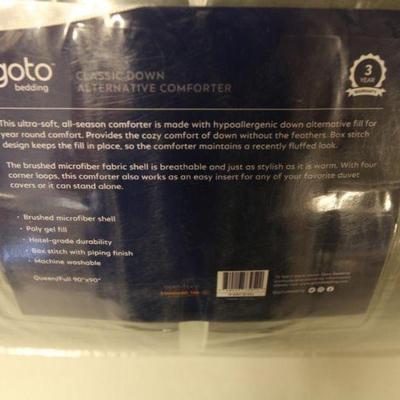 goto™
bedding
CLASSIC DOWN
ALTERNATIVE COMFORTER
3
YEAR
WARRANTY
This ultra-soft, all-season comforter is made with hypoallergenic down alternative fill for
year round comfort. Provides the cozy comfort of down without the feathers. Box stitch
design keeps the fill in place, so the comforter maintains a recently fluffed look.
The brushed microfiber fabric shell is breathable and just as stylish as it is warm. With four
corner loops, this comforter also works as an easy insert for any of your favorite duvet
covers or it can stand alone.
• Brushed microfiber shell
• Poly gel fill
• Hotel-grade durability
• Box stitch with piping finish
• Machine washable
Queen/Full 90"x90"